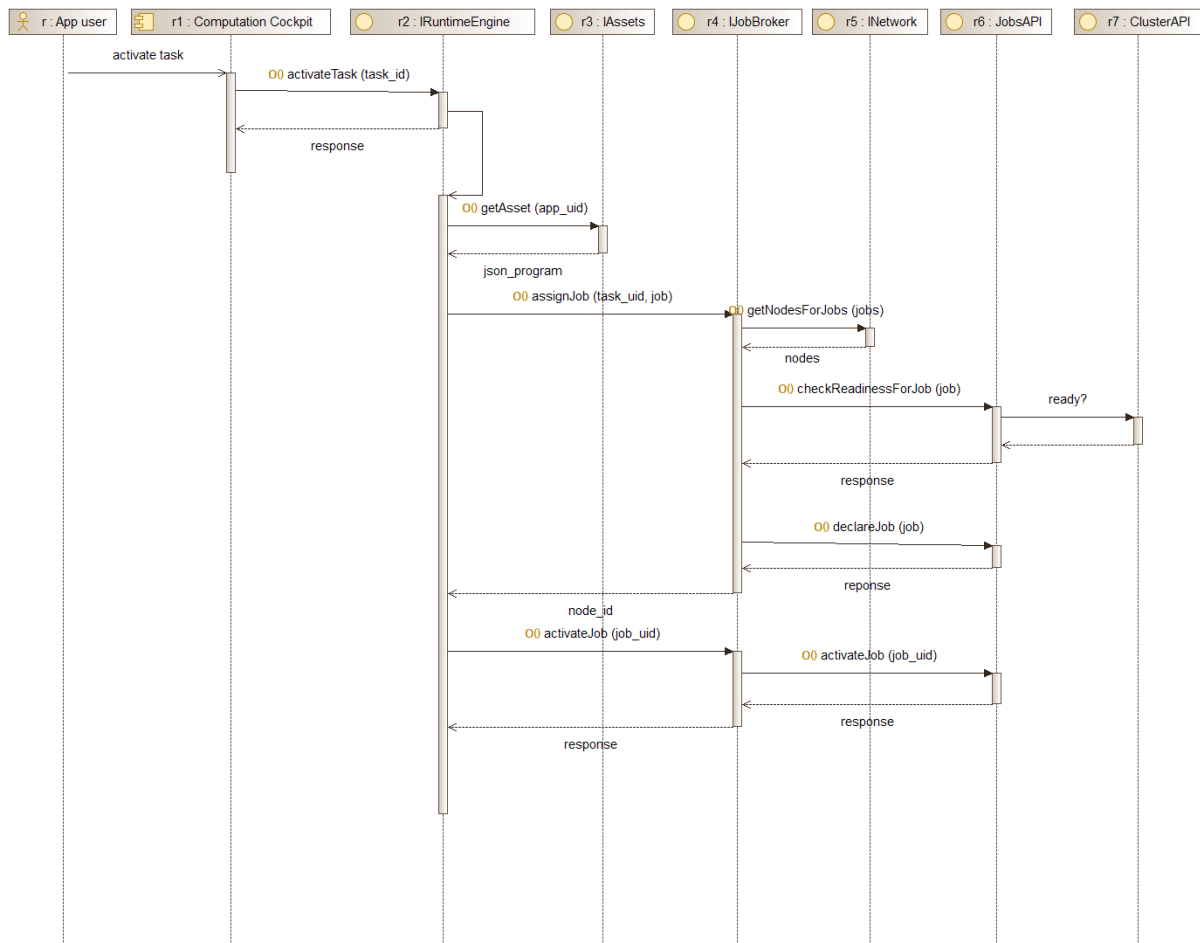 r : App user
r1 : Computation Cockpit
r2 : IRuntimeEngine
r3 : IAssets
r4 : IJobBroker
r5 : INetwork
r6 : JobsAPI
r7 : ClusterAPI
activate task
O() activateTask (task_id)
response
O() getAsset (app_uid)
json_program
O() assignJob (task_uid, job)
O() getNodesForJobs (jobs)
nodes
O() checkReadinessForJob (job)
ready?
response
O() declareJob (job)
reponse
node_id
O() activateJob (job_uid)
O() activateJob (job_uid)
response
response